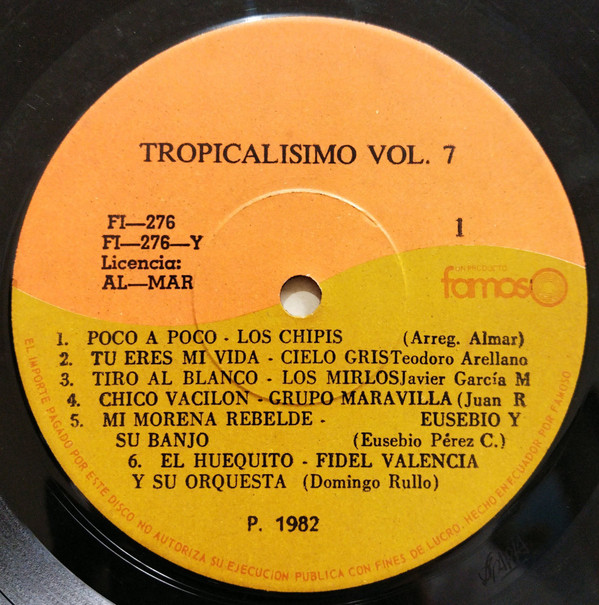 TROPICALISIMO VOL. 7
FI—276
FI—276—Y
Licencia:
AL—MAR
1
UN PRODUCTO
famoso
1. POCO A POCO - LOS CHIPIS (Arreg. Almar)
2. TU ERES MI VIDA - CIELO GRISTeodoro Arellano
3. TIRO AL BLANCO - LOS MIRLOSJavier García M
4. CHICO VACILON - GRUPO MARAVILLA (Juan R
5. MI MORENA REBELDE - EUSEBIO Y
SU BANJO (Eusebio Pérez C.)
6. EL HUEQUITO - FIDEL VALENCIA
Y SU ORQUESTA (Domingo Rullo)
P. 1982
EL IMPORTE PAGADO POR ESTE DISCO NO AUTORIZA SU EJECUCION PUBLICA CON FINES DE LUCRO. HECHO EN ECUADOR POR FAMOSO